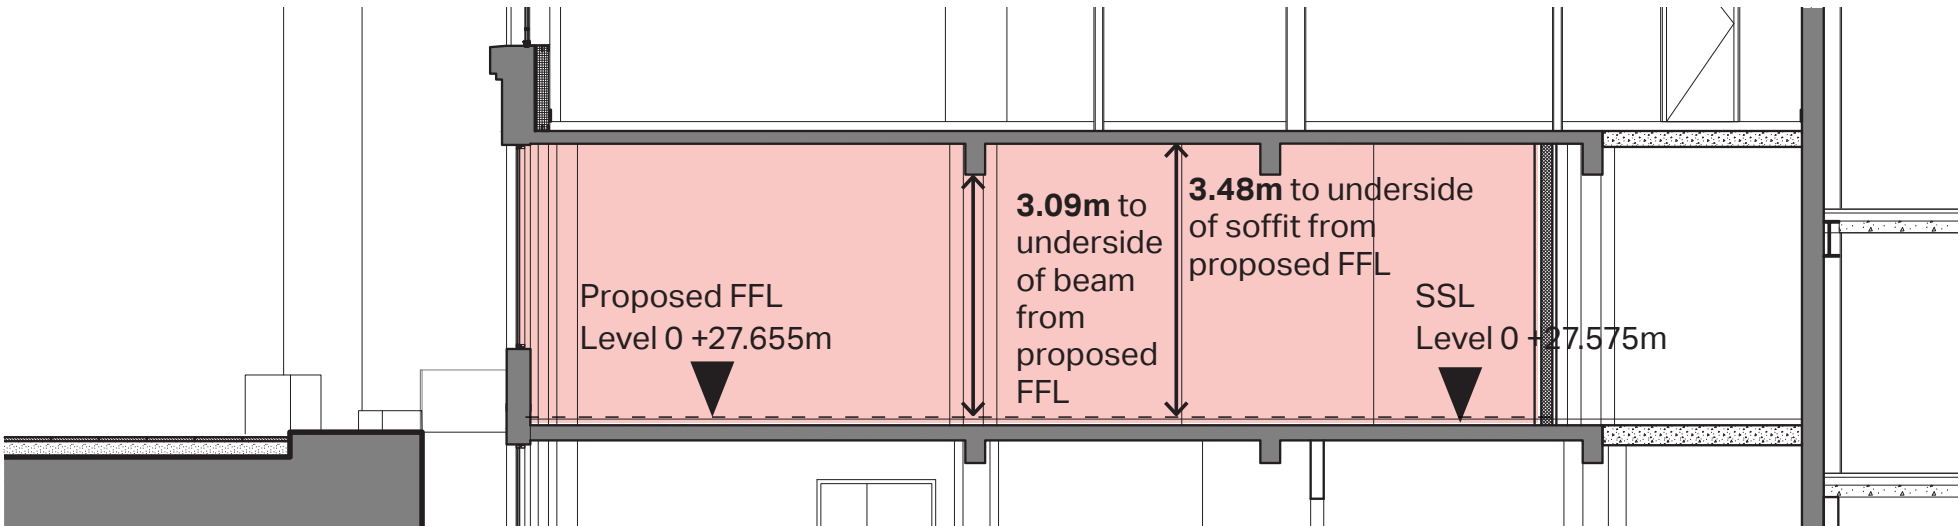 Proposed FFL
Level 0 +27.655m
3.09m to
underside
of beam
from
proposed
FFL
3.48m to underside
of soffit from
proposed FFL
SSL
Level 0 +27.575m